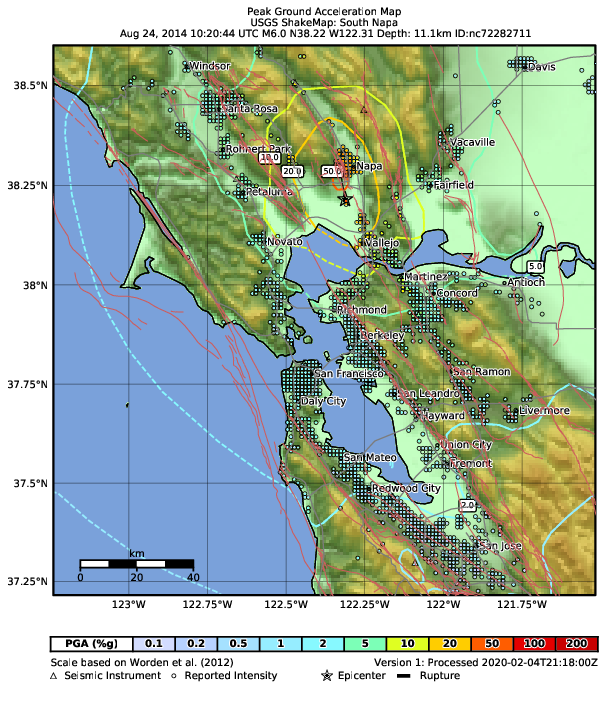 Peak Ground Acceleration Map
USGS ShakeMap: South Napa
Aug 24, 2014 10:20:44 UTC M6.0 N38.22 W122.31 Depth: 11.1km ID:nc72282711
Windsor
Davis
38.5°N
Santa Rosa
Vacaville
Rohnert Park
10.0
20.0
50.0
Napa
38.25°N
Fairfield
Petaluma
Novato
Vallejo
5.0
Martinez
Antioch
38°N
Concord
Richmond
Berkeley
San Francisco
San Ramon
37.75°N
San Leandro
Daly City
Hayward
Livermore
Union City
San Mateo
Fremont
37.5°N
Redwood City
2.0
San Jose
km
0 20 40
37.25°N
123°W 122.75°W 122.5°W 122.25°W 122°W 121.75°W
PGA (%g) 0.1 0.2 0.5 1 2 5 10 20 50 100 200
Scale based on Worden et al. (2012) Version 1: Processed 2020-02-04T21:18:00Z
Seismic Instrument Reported Intensity Epicenter Rupture